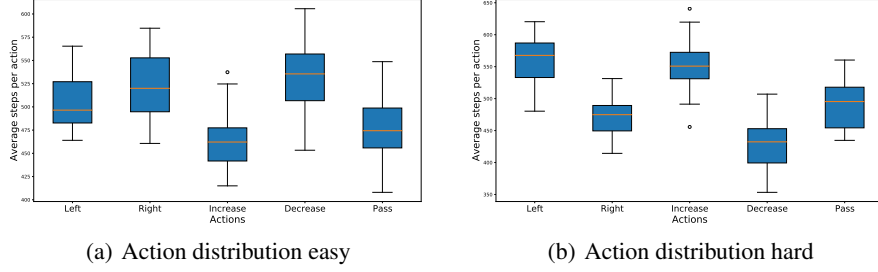 Average steps per action
600
575
550
525
500
475
450
425
400
Left Right Increase Decrease Pass
Actions
(a) Action distribution easy
Average steps per action
650
600
550
500
450
400
350
Left Right Increase Decrease Pass
Actions
(b) Action distribution hard